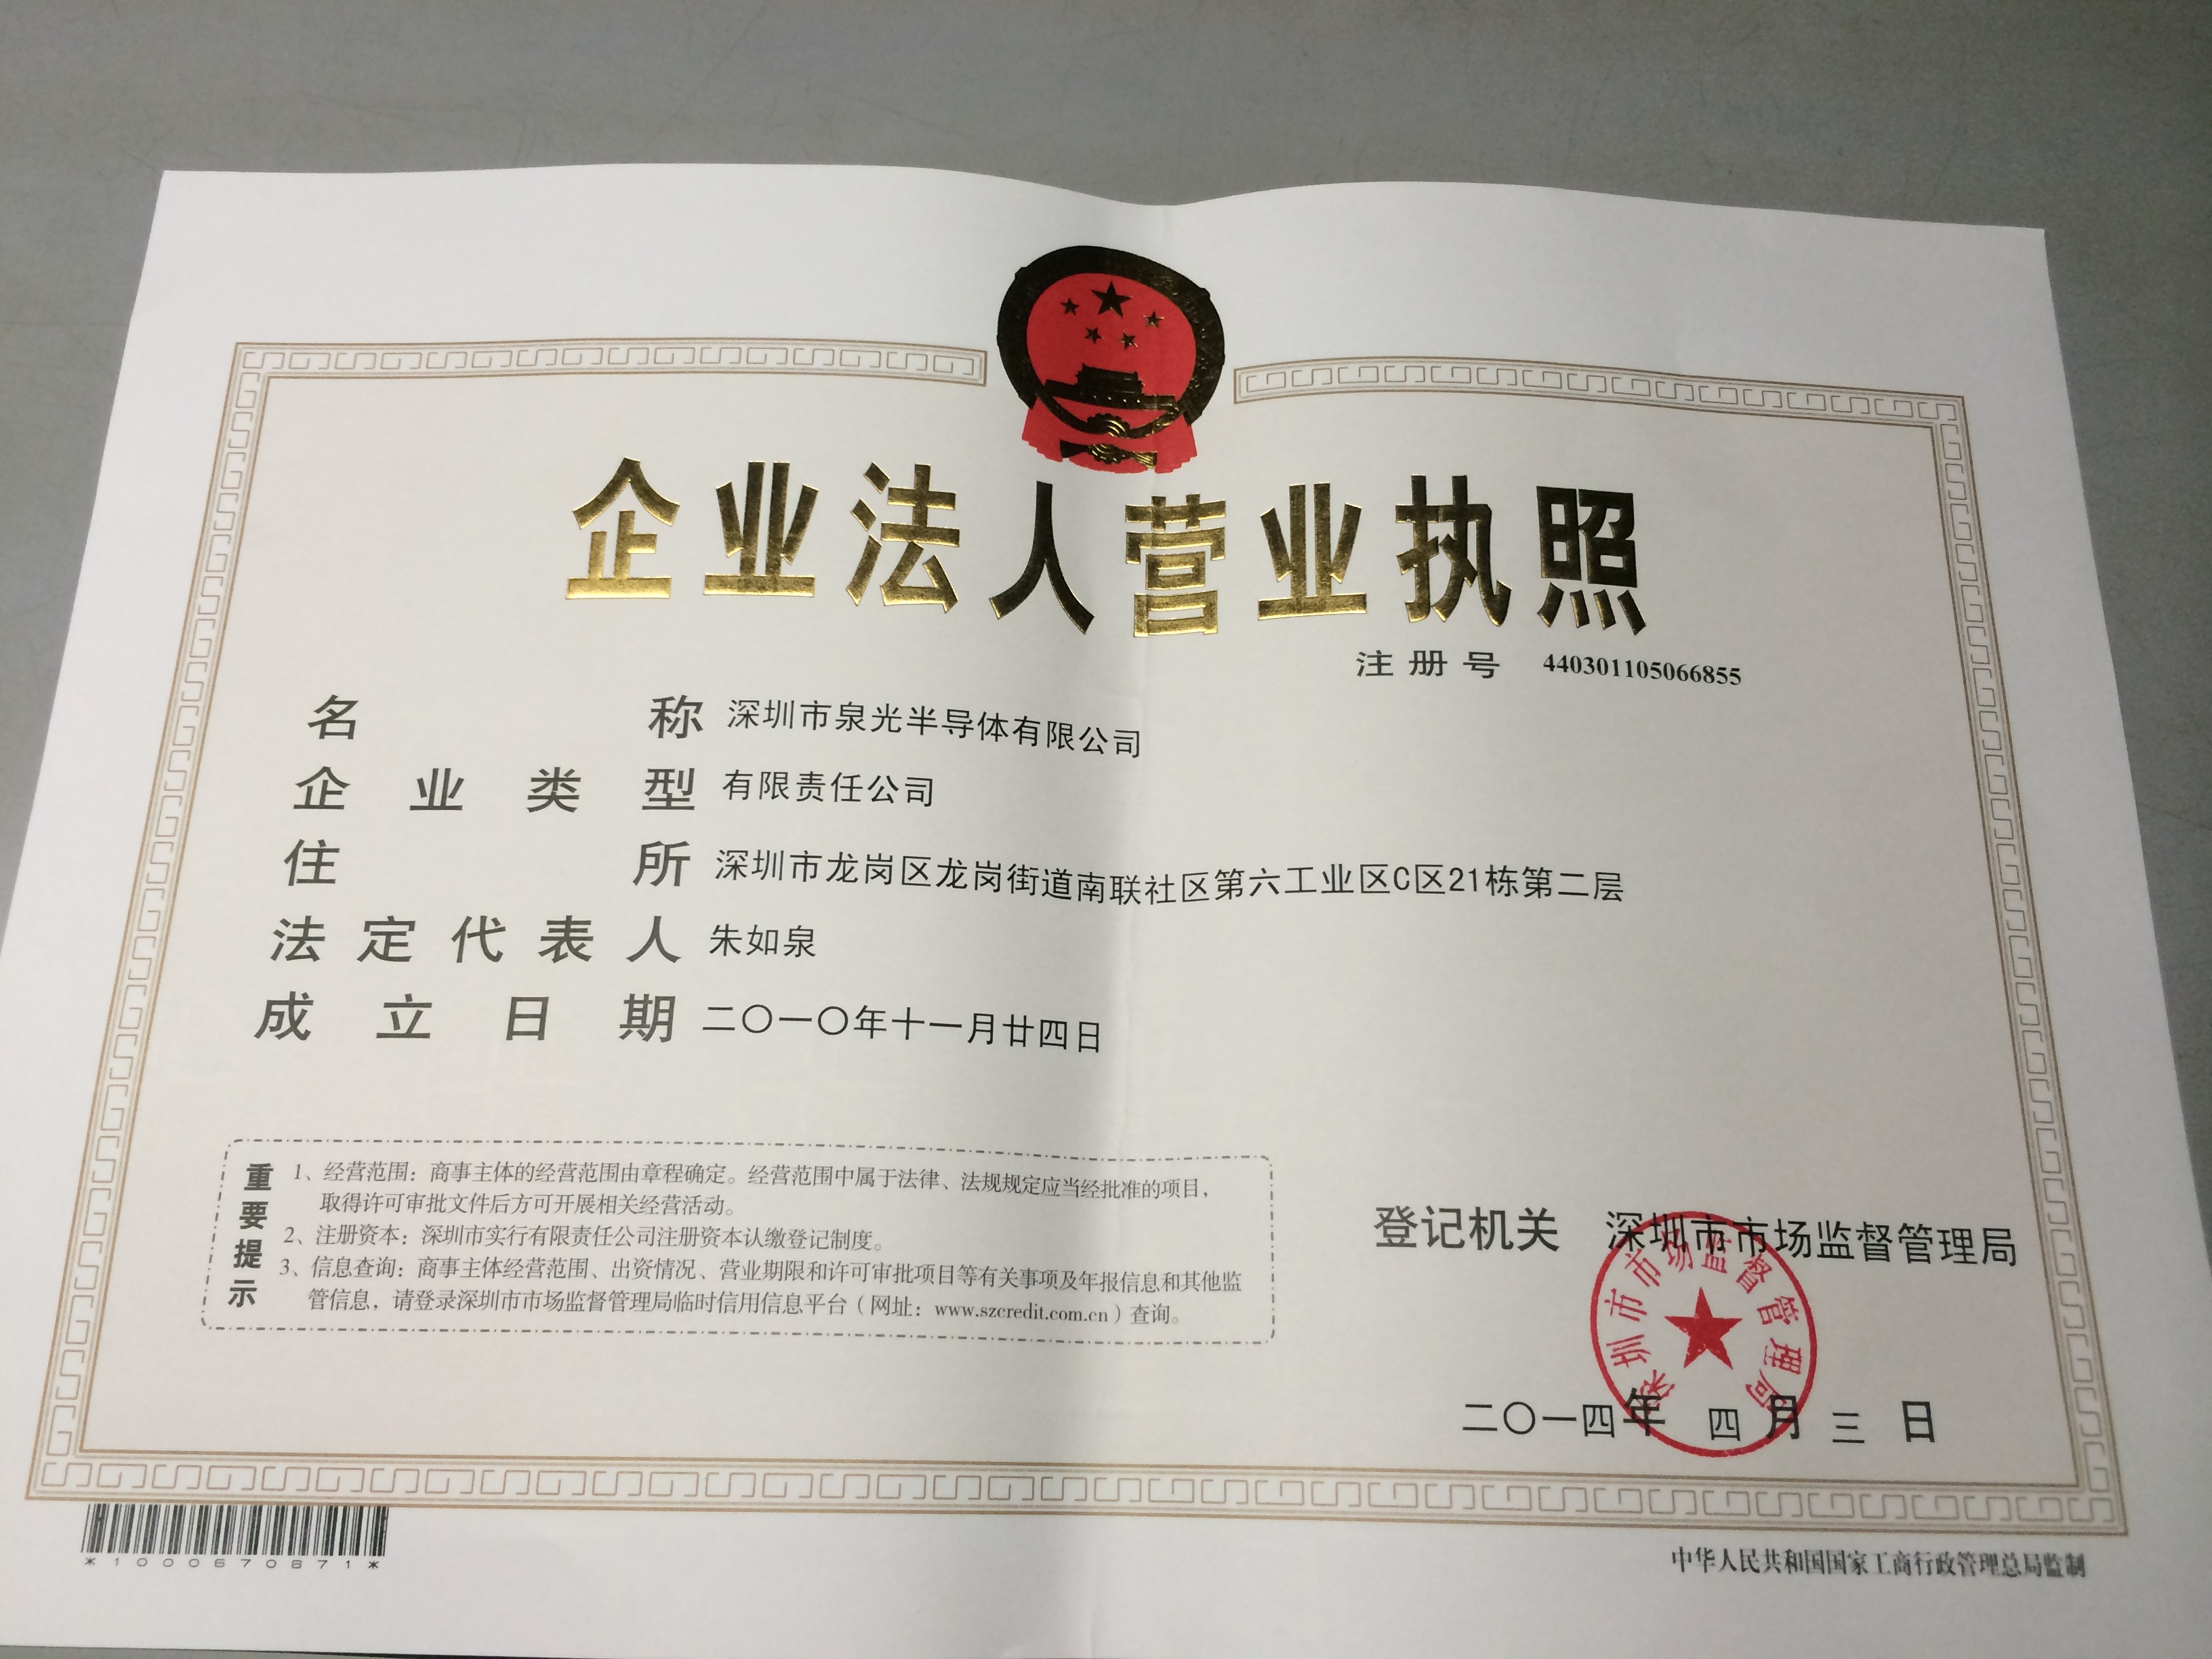 企业法人营业执照
注册号 440301105066855
名称 深圳市泉光半导体有限公司
企业类型 有限责任公司
住所 深圳市龙岗区龙岗街道南联社区第六工业区C区21栋第二层
法定代表人 朱如泉
成立日期 二〇一〇年十一月廿四日
重要提示
1、经营范围：商事主体的经营范围由章程确定。经营范围中属于法律、法规规定应当经批准的项目，
取得许可审批文件后方可开展相关经营活动。
2、注册资本：深圳市实行有限责任公司注册资本认缴登记制度。
3、信息查询：商事主体经营范围、出资情况、营业期限和许可审批项目等有关事项及年报信息和其他监
管信息，请登录深圳市市场监督管理局临时信用信息平台（网址：www.szcredit.com.cn）查询。
登记机关 深圳市市场监督管理局
深圳市市场监督管理局
二〇一四年 四月 三日
*1000670871*
中华人民共和国国家工商行政管理总局监制